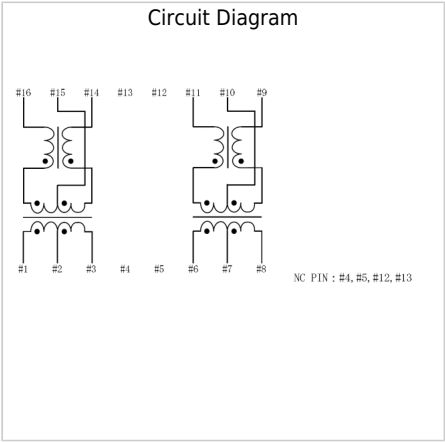 Circuit Diagram
#16 #15 #14 #13 #12 #11 #10 #9
#1 #2 #3 #4 #5 #6 #7 #8
NC PIN : #4, #5, #12, #13